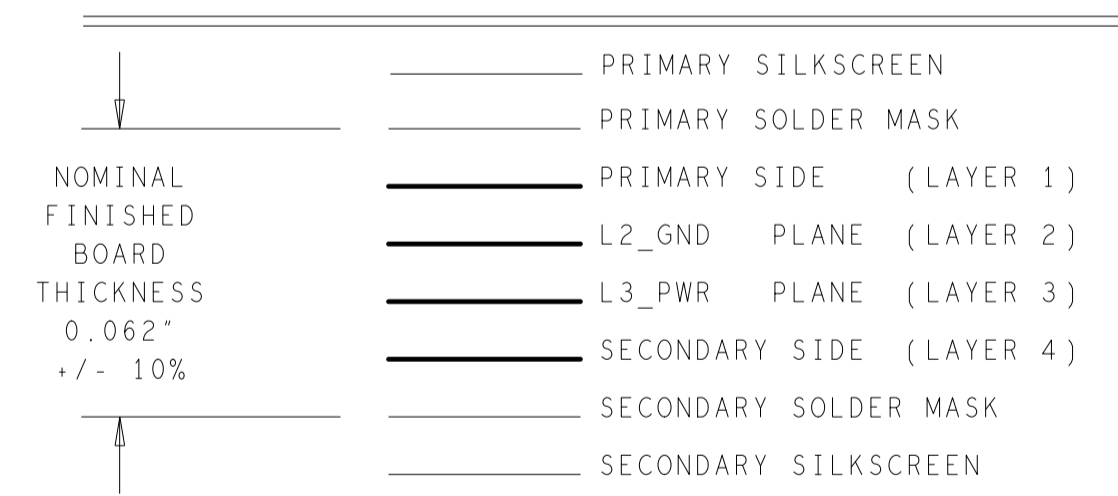 PRIMARY SILKSCREEN
PRIMARY SOLDER MASK
PRIMARY SIDE (LAYER 1)
L2_GND PLANE (LAYER 2)
L3_PWR PLANE (LAYER 3)
SECONDARY SIDE (LAYER 4)
SECONDARY SOLDER MASK
SECONDARY SILKSCREEN
NOMINAL
FINISHED
BOARD
THICKNESS
0.062"
+/- 10%